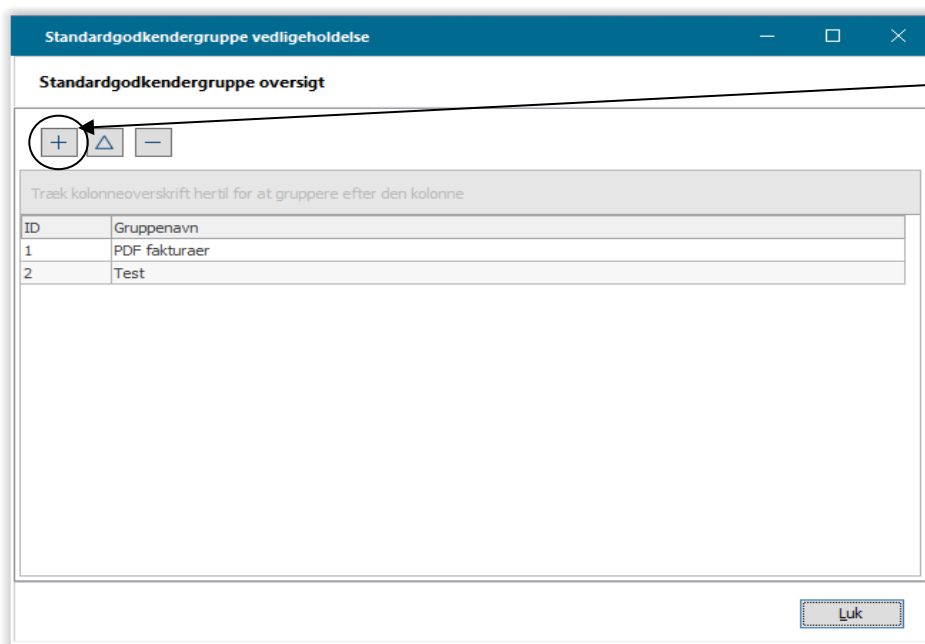 Standardgodkendergruppe vedligeholdelse
Standardgodkendergruppe oversigt
Træk kolonneoverskrift hertil for at gruppere efter den kolonne
ID Gruppenavn
1 PDF fakturaer
2 Test
Luk